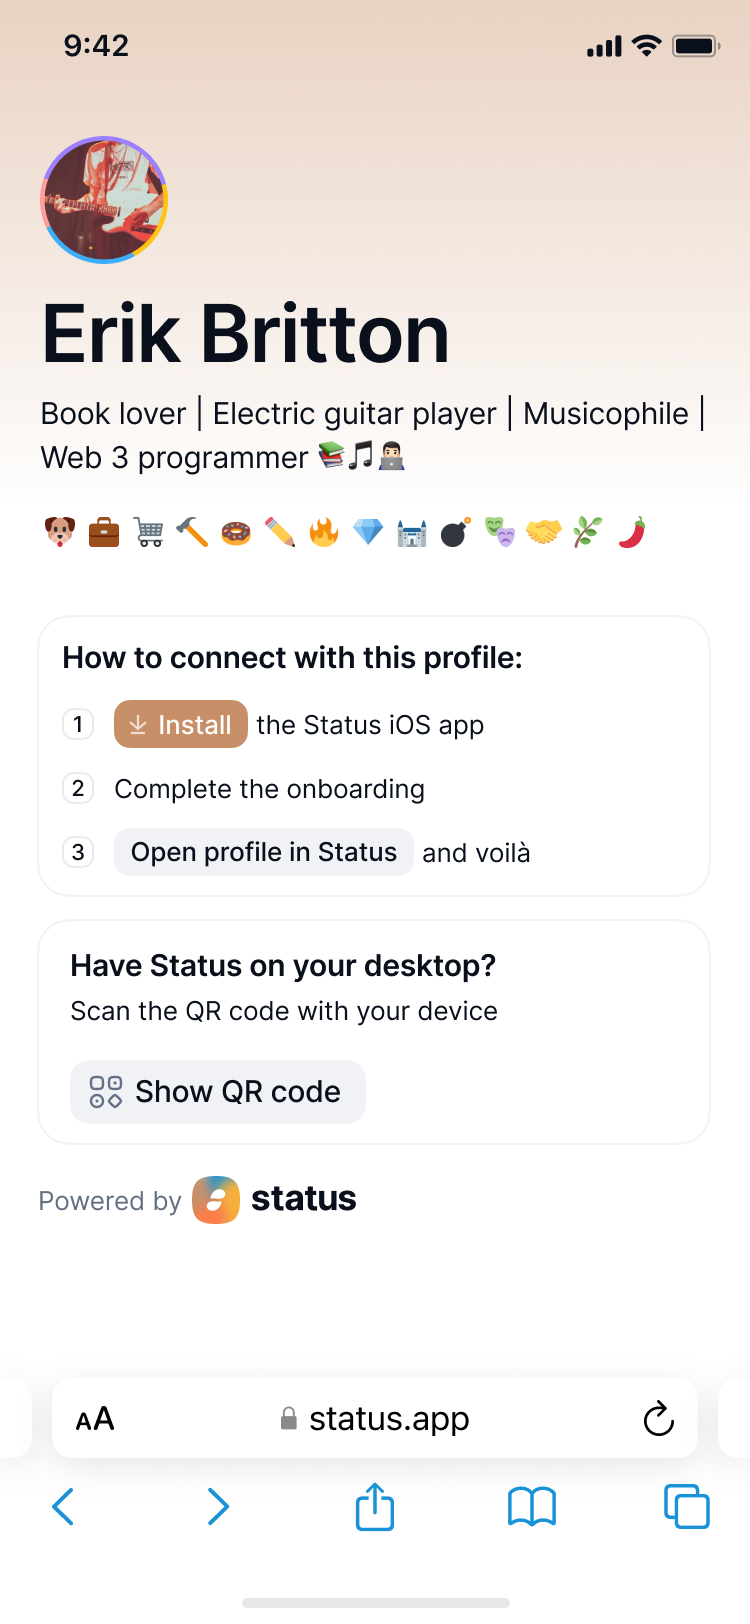 9:42
Erik Britton
Book lover | Electric guitar player | Musicophile |
Web 3 programmer 📚🎵👨🏻‍💻
🐶 💼 🛒 🔨 🍩 ✏️ 🔥 💎 🏰 💣 🎭 🤝 🌿 🌶️
How to connect with this profile:
1 Install the Status iOS app
2 Complete the onboarding
3 Open profile in Status and voilà
Have Status on your desktop?
Scan the QR code with your device
Show QR code
Powered by status
AA status.app